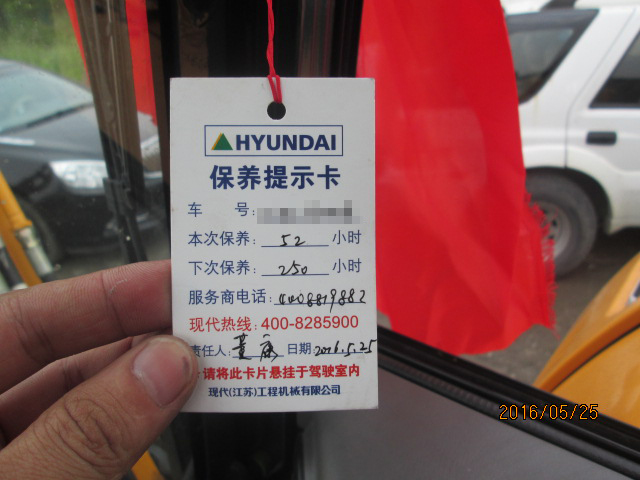 HYUNDAI
保养提示卡
车 号:
本次保养: 52 小时
下次保养: 250 小时
服务商电话: 4008819882
现代热线: 400-8285900
责任人: 董 日期 2016.5.25
请将此卡片悬挂于驾驶室内
现代(江苏)工程机械有限公司
2016/05/25